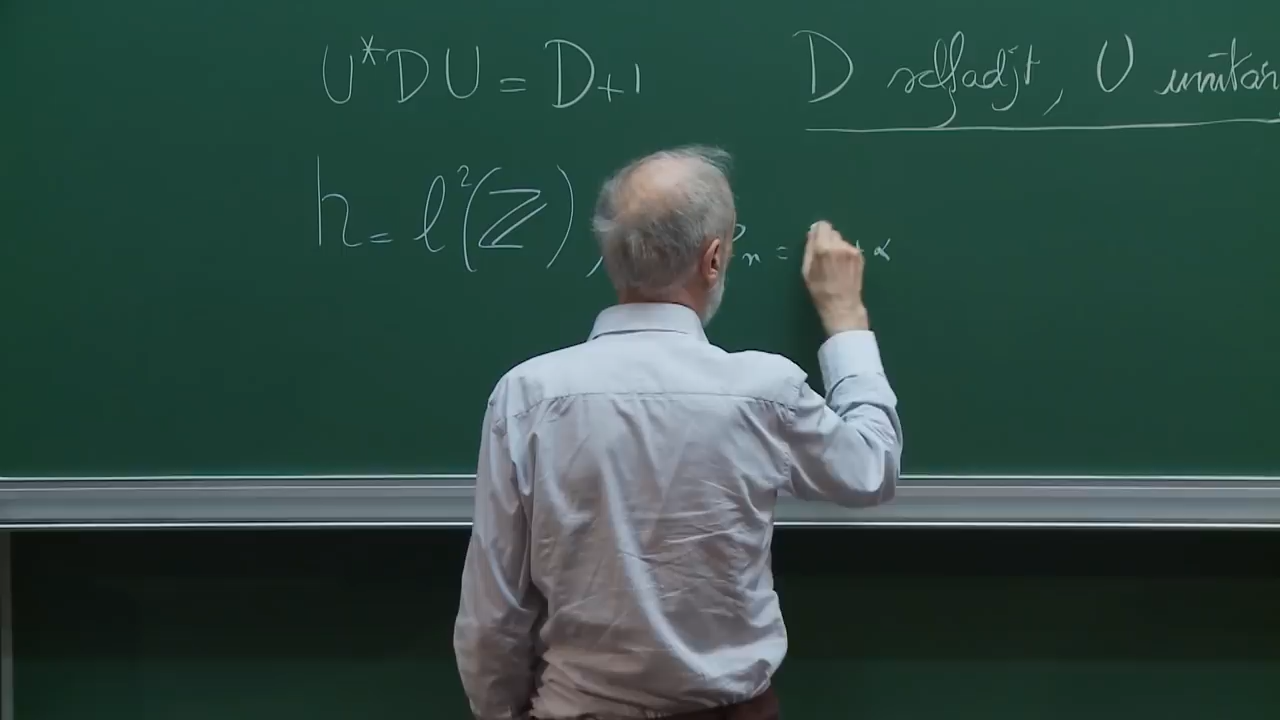 U*DU = D+1
D selfadjt, U unitar
h = l²(Z),
n = + α